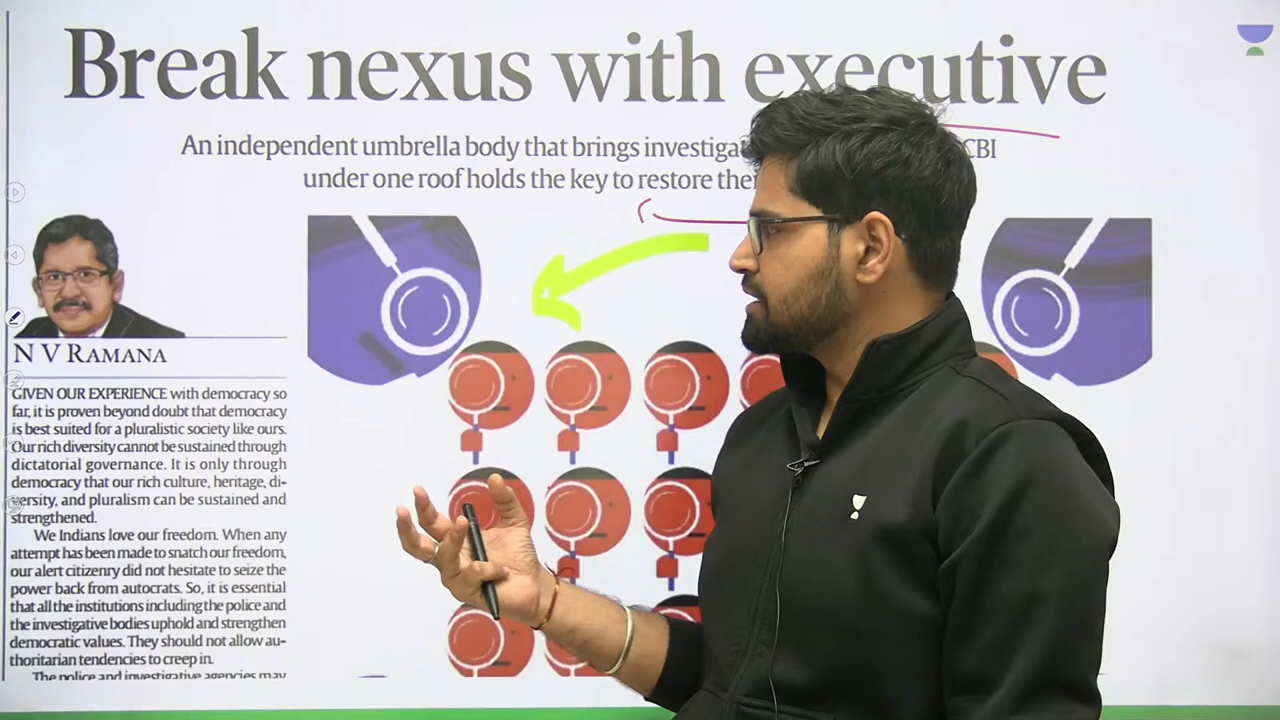 Break nexus with executive
An independent umbrella body that brings CBI
under one roof holds the key to restore
N V RAMANA
GIVEN OUR EXPERIENCE with democracy so
far, it is proven beyond doubt that democracy
is best suited for a pluralistic society like ours.
Our rich diversity cannot be sustained through
dictatorial governance. It is only through
democracy that our rich culture, heritage, di-
versity, and pluralism can be sustained and
strengthened.
We Indians love our freedom. When any
attempt has been made to snatch our freedom,
our alert citizenry did not hesitate to seize the
power back from autocrats. So, it is essential
that all the institutions including the police and
the investigative bodies uphold and strengthen
democratic values. They should not allow au-
thoritarian tendencies to creep in.
The police and investigative agencies may